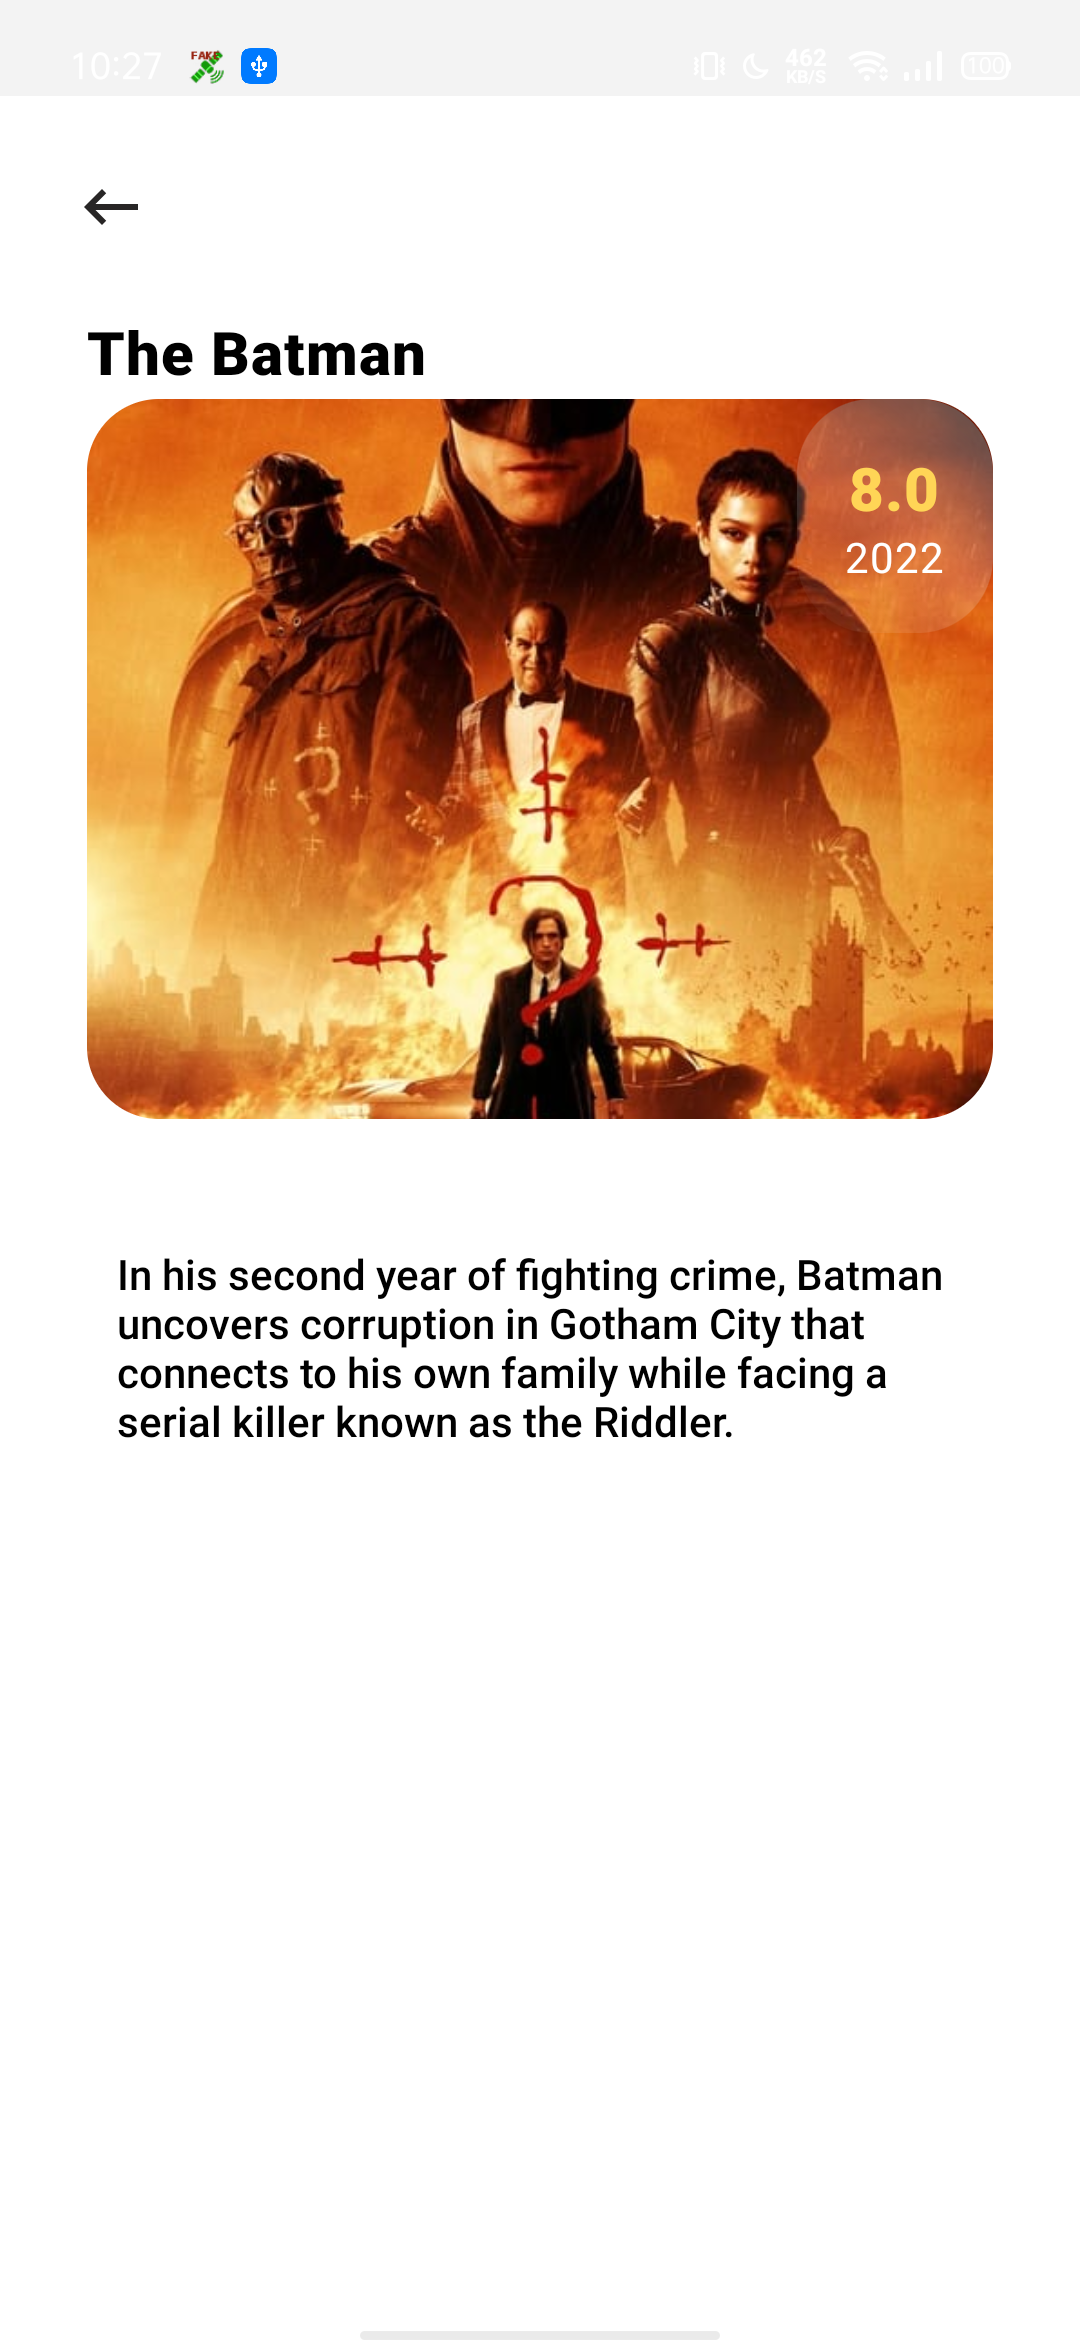 10:27
FAKE
462
KB/S
100
The Batman
8.0
2022
In his second year of fighting crime, Batman
uncovers corruption in Gotham City that
connects to his own family while facing a
serial killer known as the Riddler.